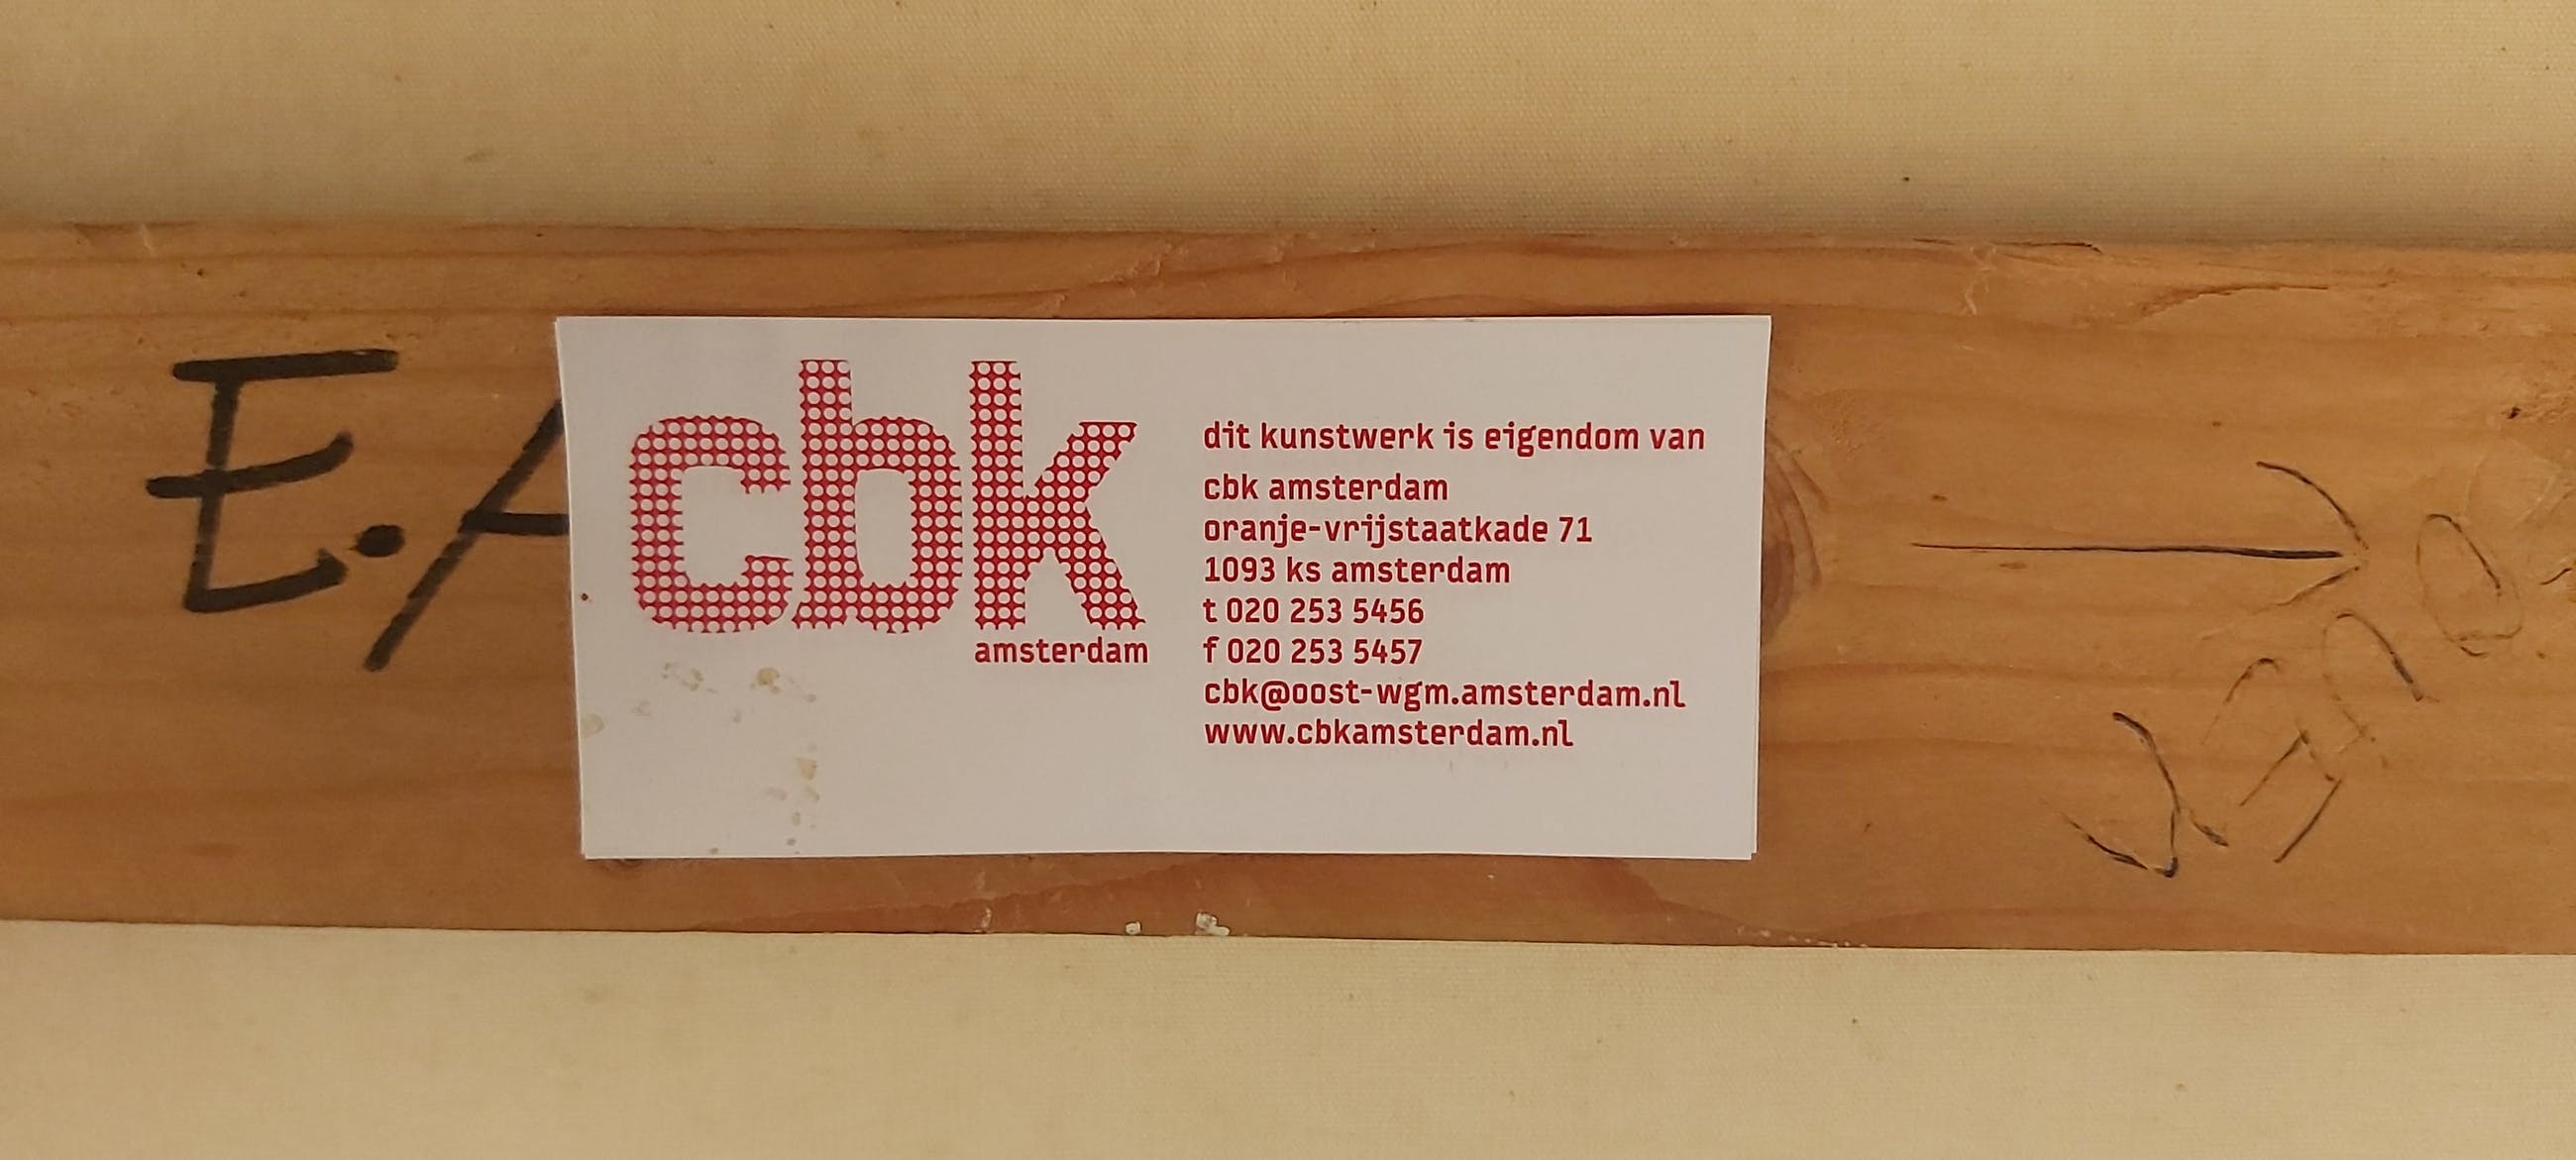 E.A
cbk
amsterdam
dit kunstwerk is eigendom van
cbk amsterdam
oranje-vrijstaatkade 71
1093 ks amsterdam
t 020 253 5456
f 020 253 5457
cbk@oost-wgm.amsterdam.nl
www.cbkamsterdam.nl